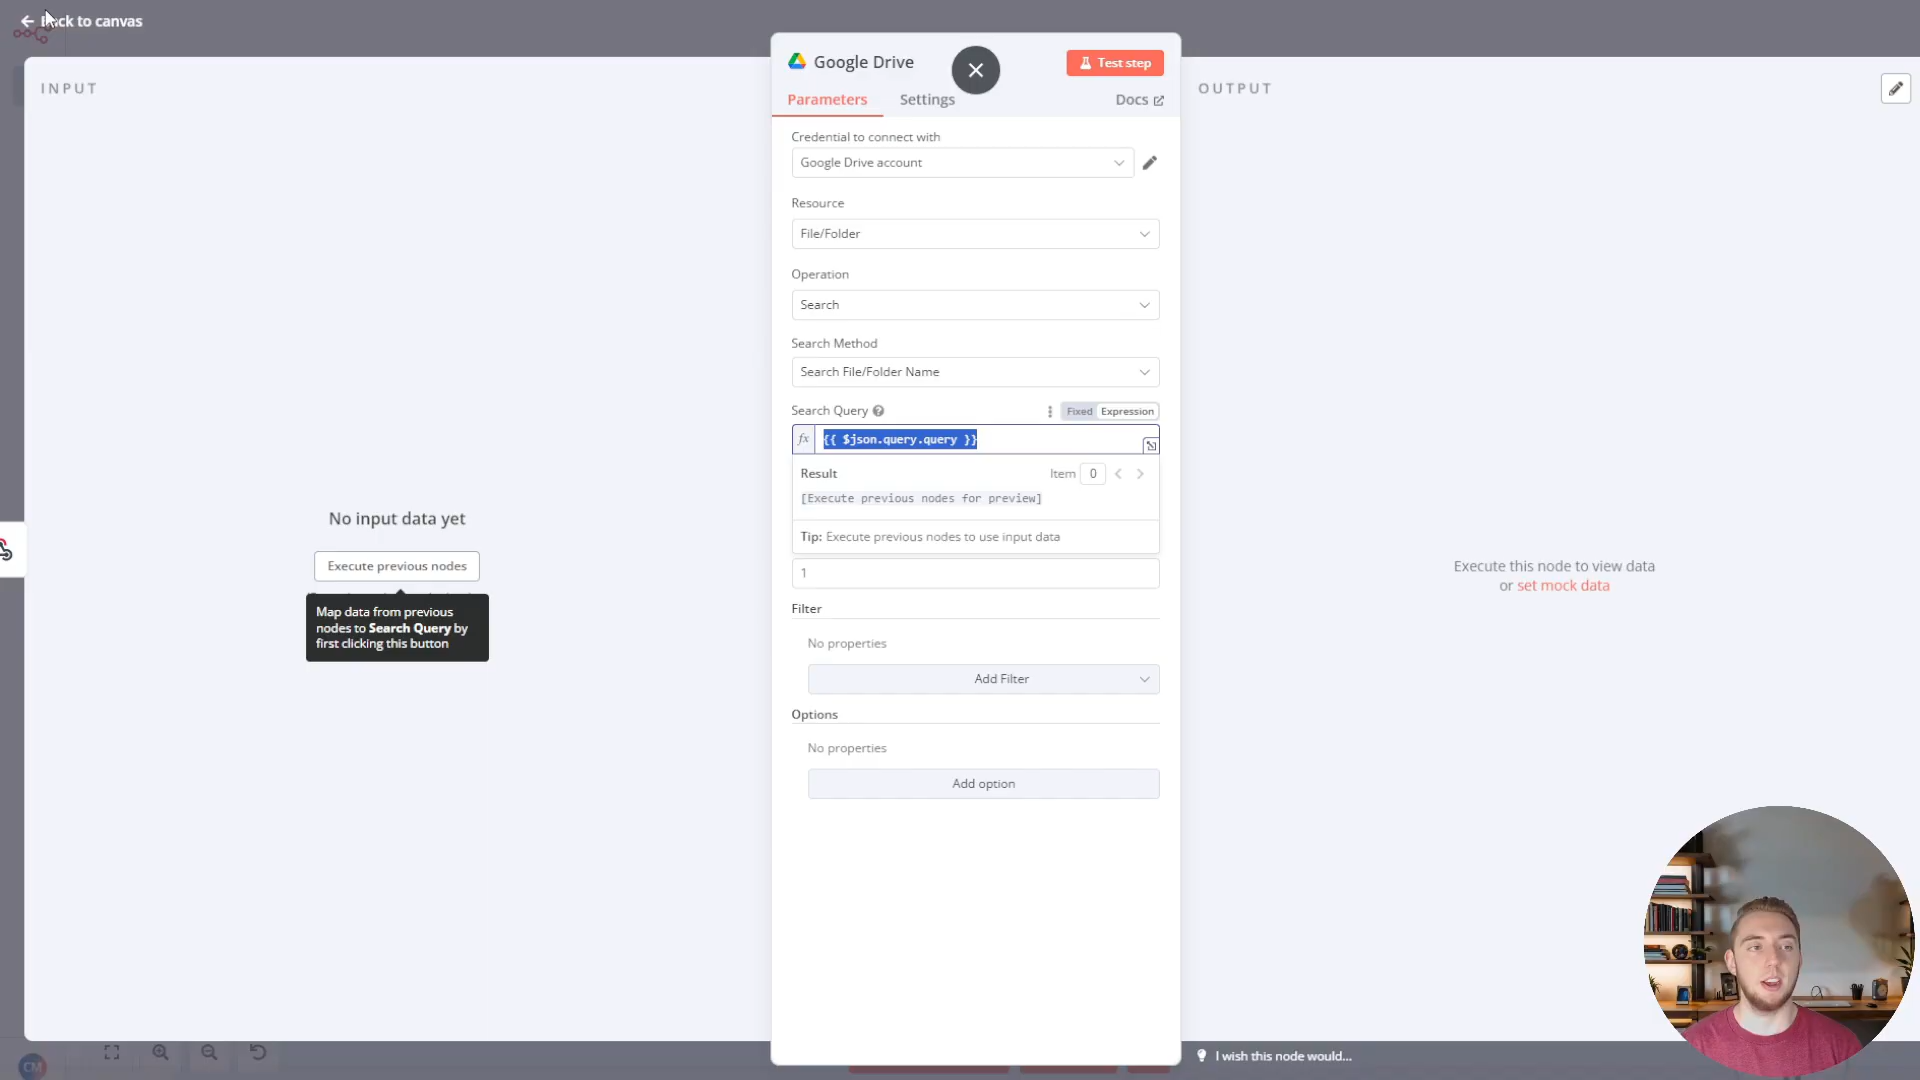 Back to canvas
INPUT
Google Drive
Test step
Parameters
Settings
Docs
OUTPUT
Credential to connect with
Google Drive account
Resource
File/Folder
Operation
Search
Search Method
Search File/Folder Name
Search Query
Fixed
Expression
fx
{{ $json.query.query }}
Result
Item
0
[Execute previous nodes for preview]
Tip: Execute previous nodes to use input data
1
No input data yet
Execute previous nodes
Map data from previous
nodes to Search Query by
first clicking this button
Execute this node to view data
or set mock data
Filter
No properties
Add Filter
Options
No properties
Add option
I wish this node would...
CM